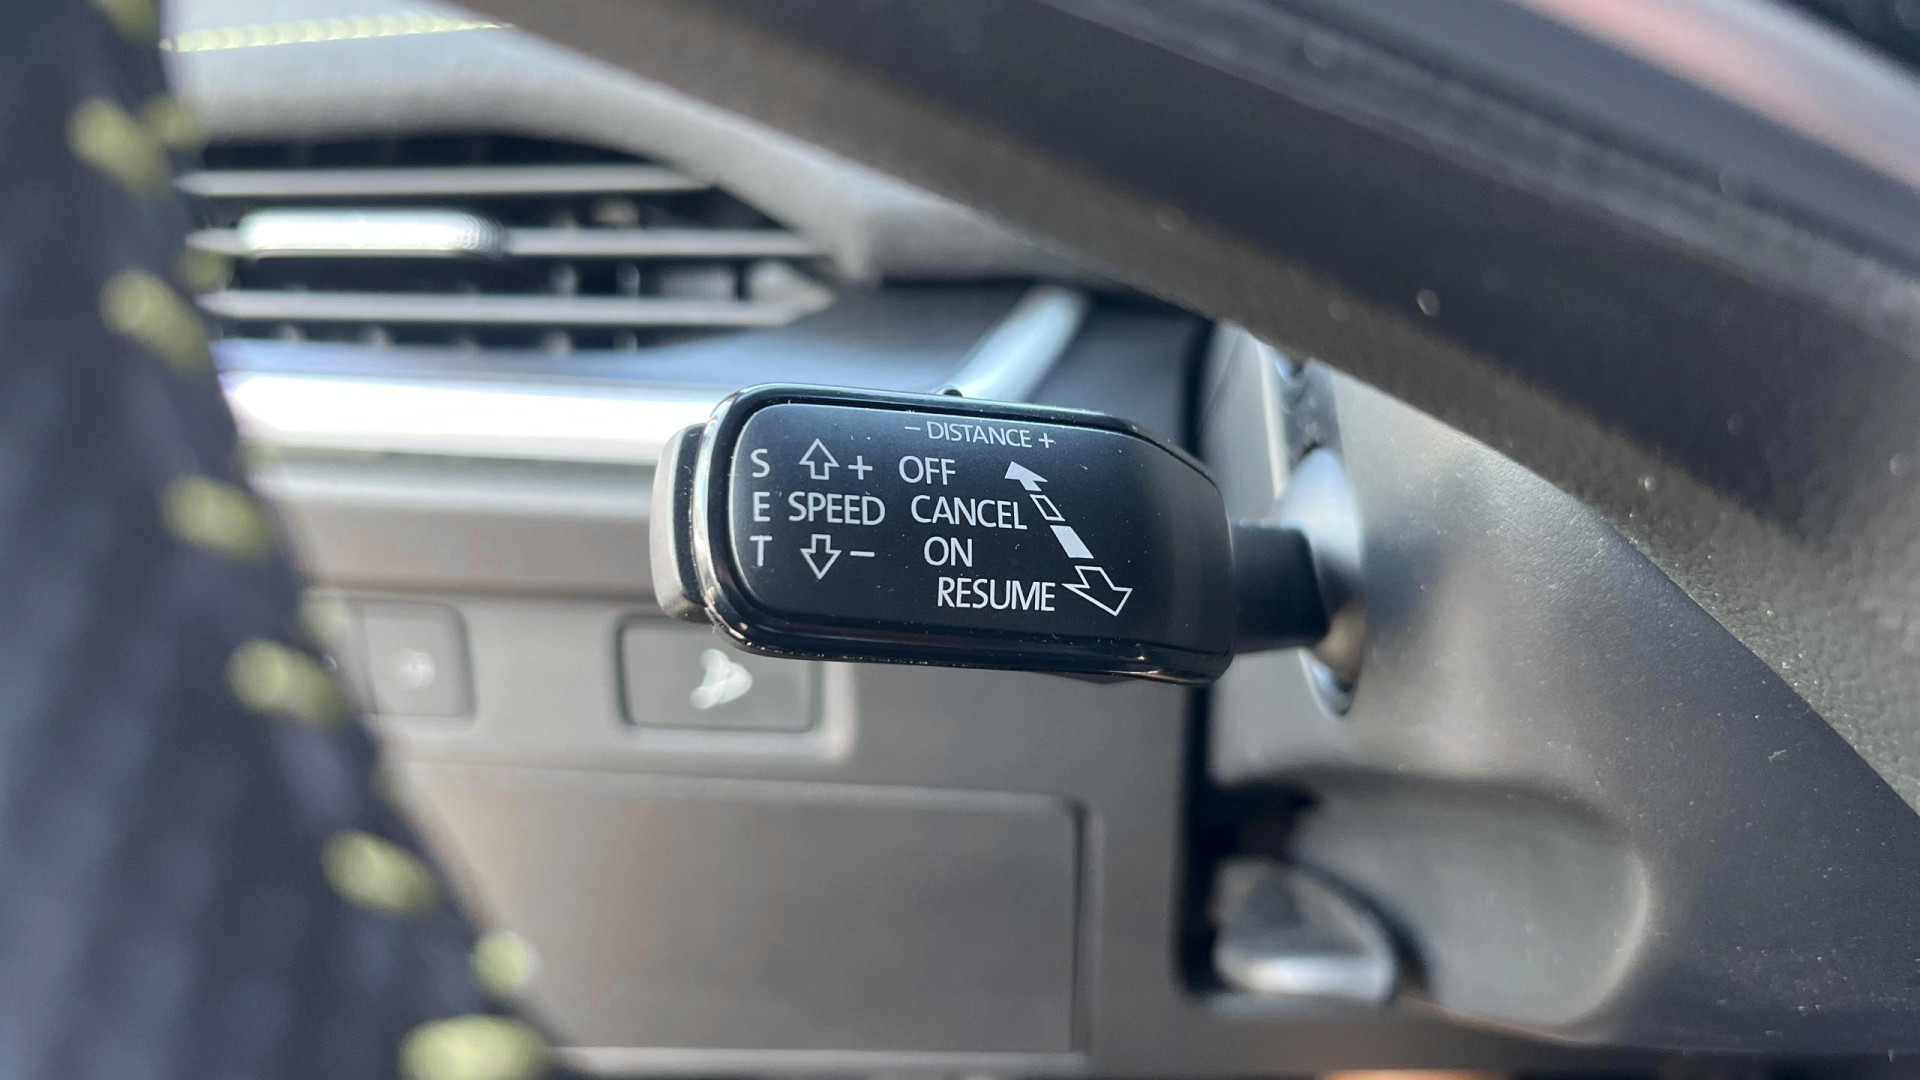 - DISTANCE +
S + OFF
E SPEED CANCEL
T - ON
RESUME